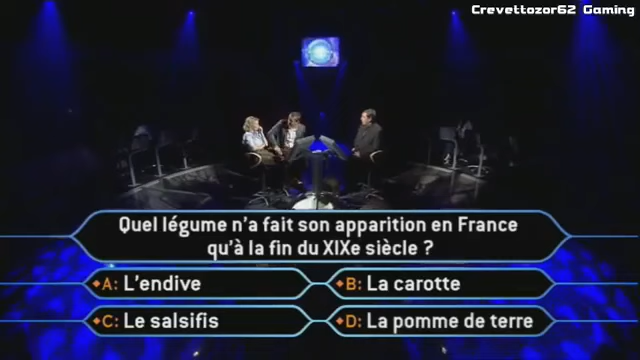 Crevettozor62 Gaming
Quel légume n'a fait son apparition en France
qu'à la fin du XIXe siècle ?
A: L'endive
B: La carotte
C: Le salsifis
D: La pomme de terre